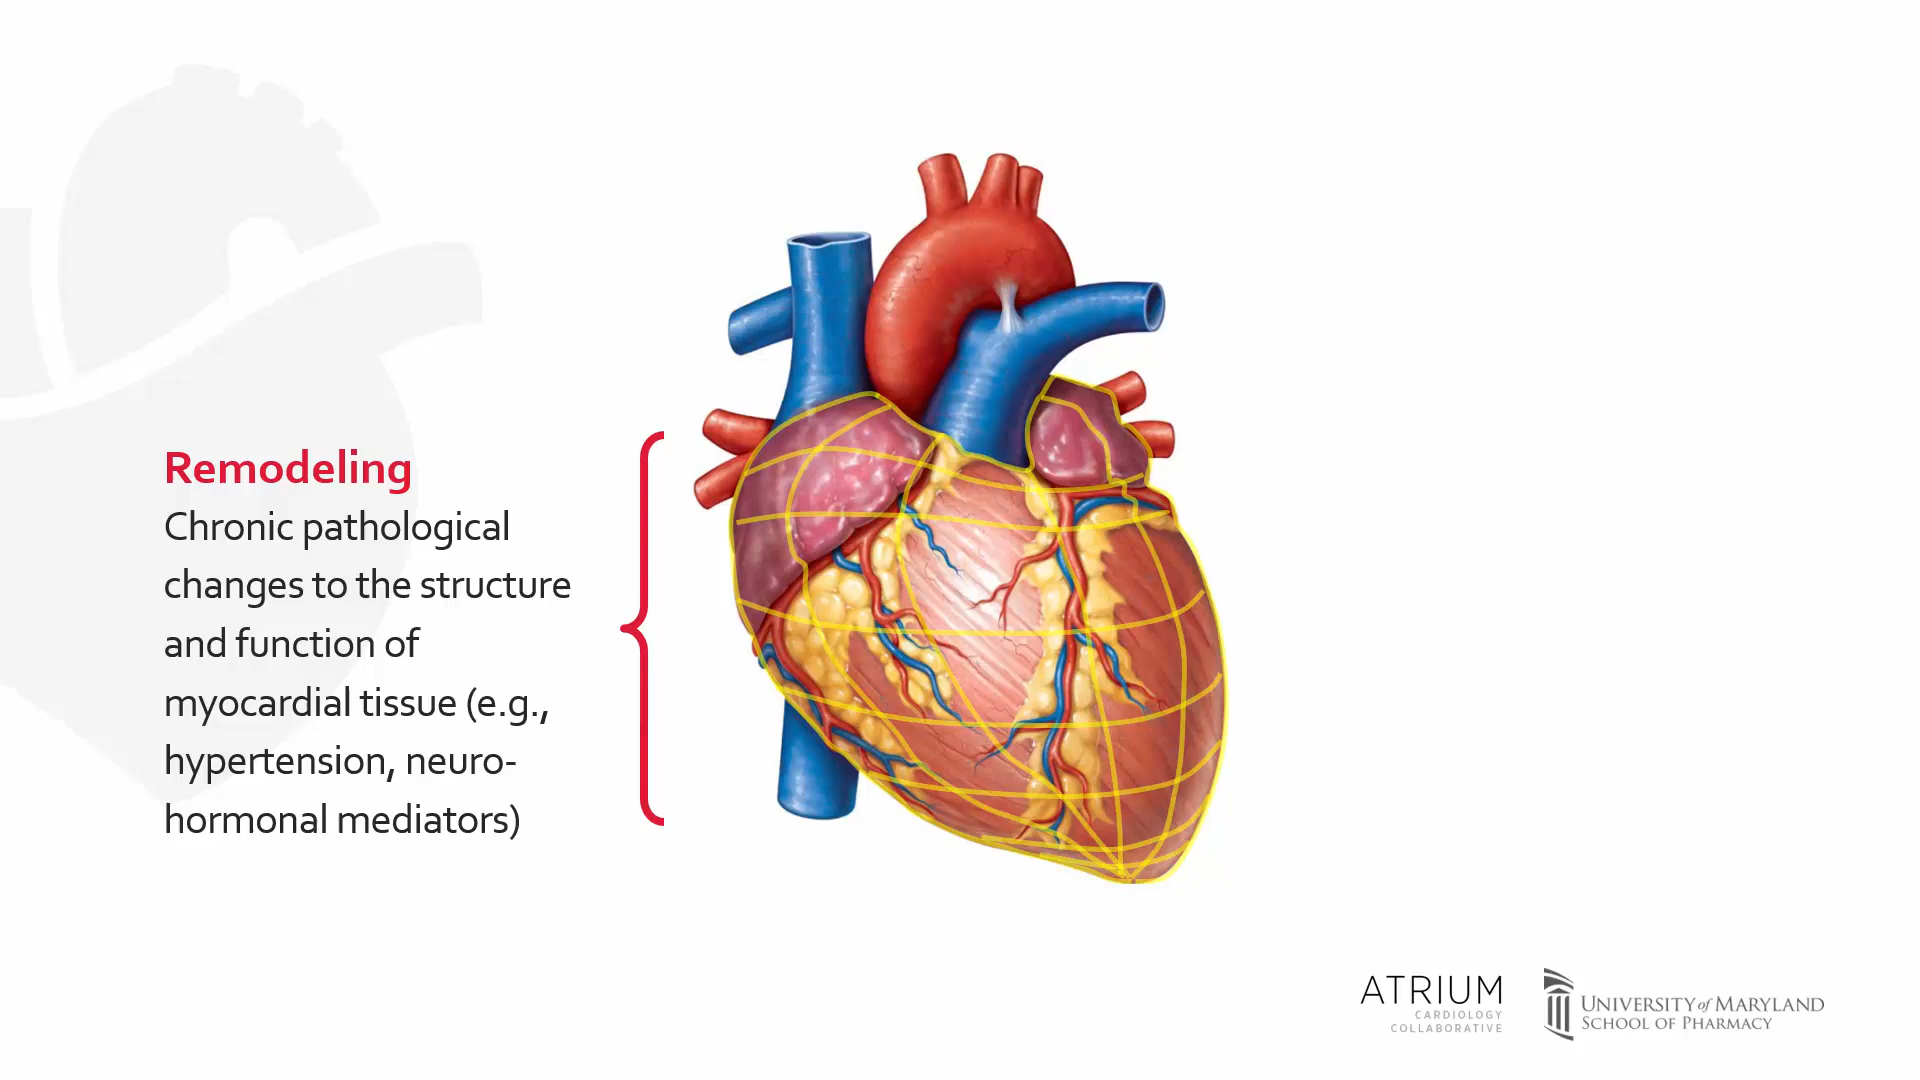 Remodeling
Chronic pathological
changes to the structure
and function of
myocardial tissue (e.g.,
hypertension, neuro-
hormonal mediators)
ATRIUM
CARDIOLOGY
COLLABORATIVE
UNIVERSITY of MARYLAND
SCHOOL OF PHARMACY